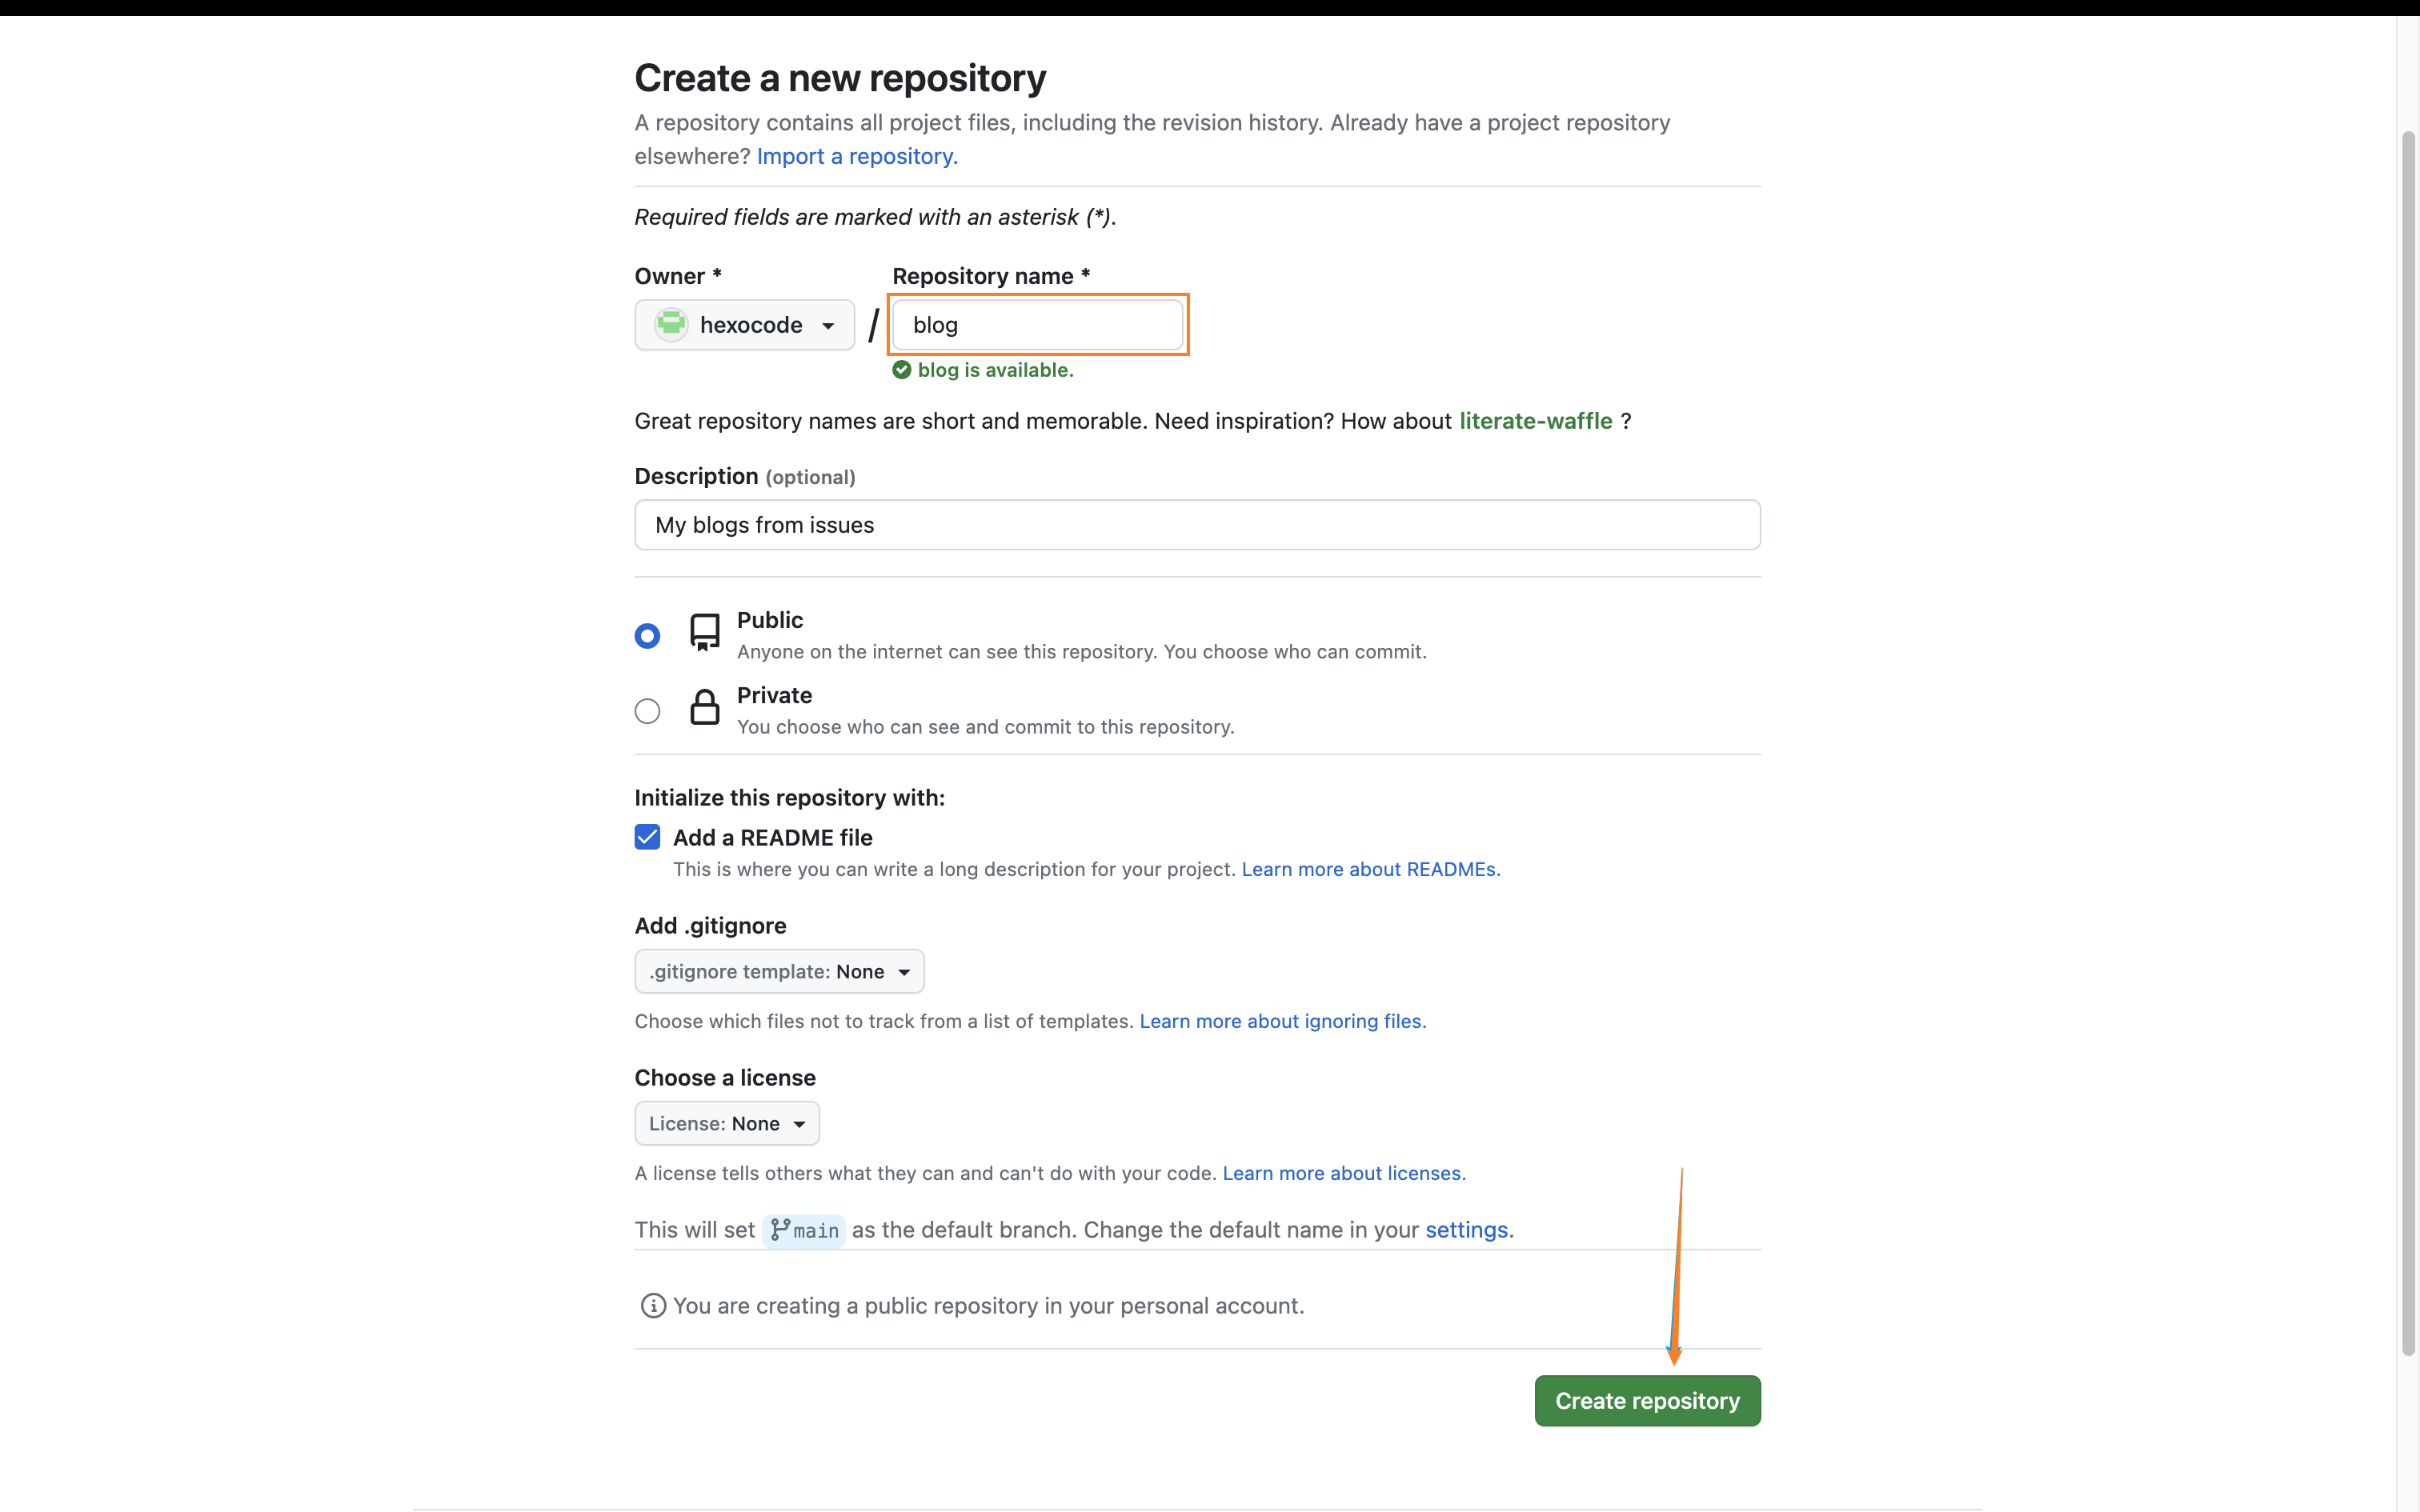 Create a new repository
A repository contains all project files, including the revision history. Already have a project repository
elsewhere? Import a repository.
Required fields are marked with an asterisk (*).
Owner * Repository name *
hexocode / blog
blog is available.
Great repository names are short and memorable. Need inspiration? How about literate-waffle ?
Description (optional)
My blogs from issues
Public
Anyone on the internet can see this repository. You choose who can commit.
Private
You choose who can see and commit to this repository.
Initialize this repository with:
Add a README file
This is where you can write a long description for your project. Learn more about READMEs.
Add .gitignore
.gitignore template: None
Choose which files not to track from a list of templates. Learn more about ignoring files.
Choose a license
License: None
A license tells others what they can and can't do with your code. Learn more about licenses.
This will set main as the default branch. Change the default name in your settings.
You are creating a public repository in your personal account.
Create repository